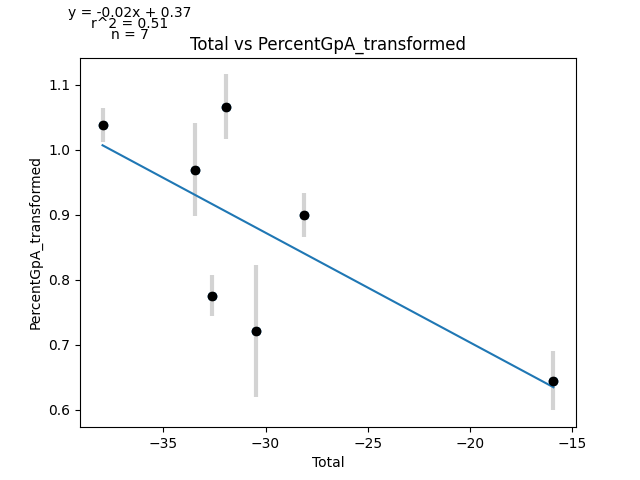 y = -0.02x + 0.37
r^2 = 0.51
n = 7
Total vs PercentGpA_transformed
PercentGpA_transformed
1.1
1.0
0.9
0.8
0.7
0.6
−35
−30
−25
−20
−15
Total